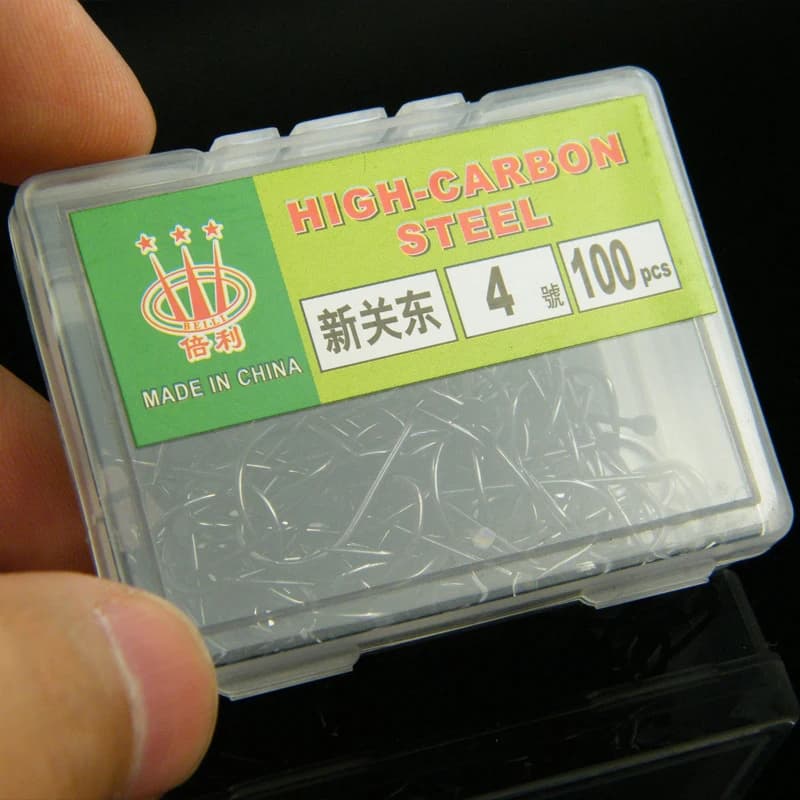 HIGH-CARBON
STEEL
新关东
4 號
100 pcs
BEILI
倍利
MADE IN CHINA